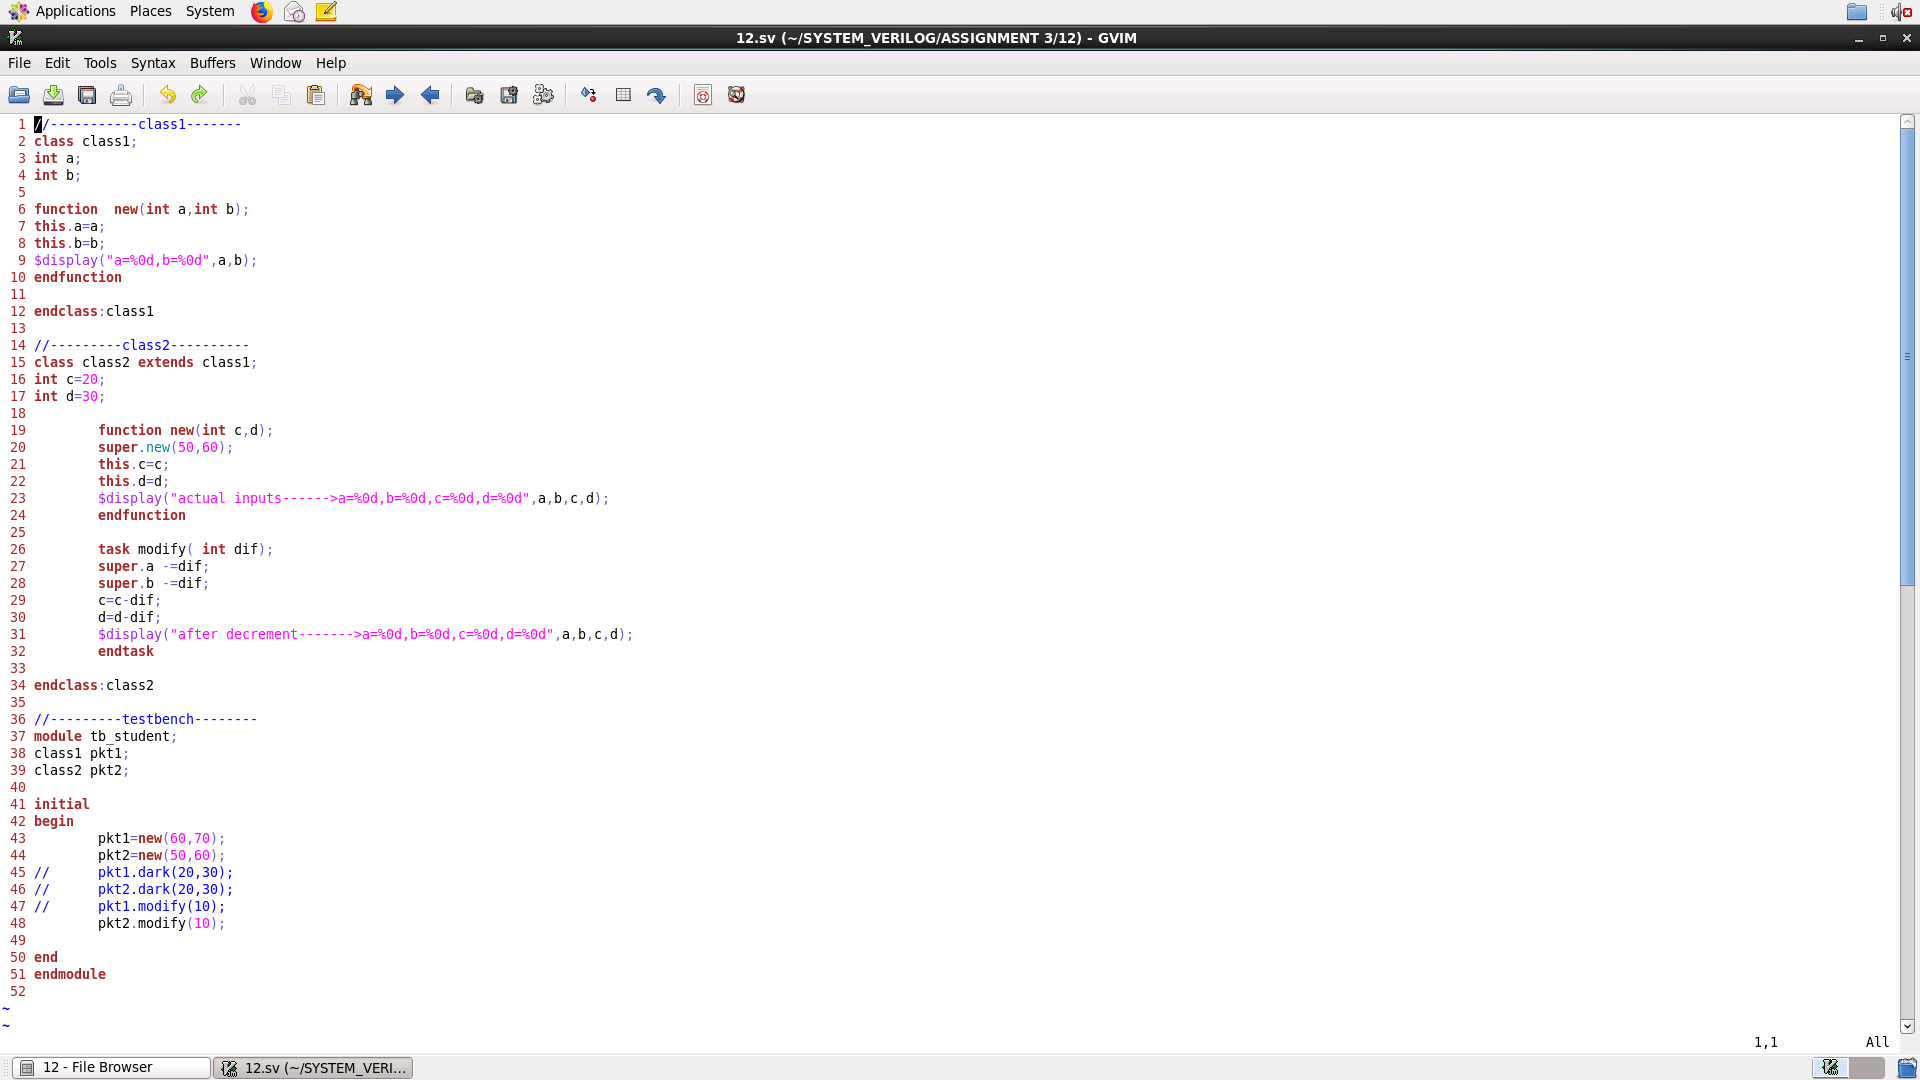 Applications Places System
12.sv (~/SYSTEM_VERILOG/ASSIGNMENT 3/12) - GVIM
File Edit Tools Syntax Buffers Window Help
1 //-----------class1-------
2 class class1;
3 int a;
4 int b;
5
6 function  new(int a,int b);
7 this.a=a;
8 this.b=b;
9 $display("a=%0d,b=%0d",a,b);
10 endfunction
11
12 endclass:class1
13
14 //---------class2----------
15 class class2 extends class1;
16 int c=20;
17 int d=30;
18
19         function new(int c,d);
20         super.new(50,60);
21         this.c=c;
22         this.d=d;
23         $display("actual inputs------>a=%0d,b=%0d,c=%0d,d=%0d",a,b,c,d);
24         endfunction
25
26         task modify( int dif);
27         super.a -=dif;
28         super.b -=dif;
29         c=c-dif;
30         d=d-dif;
31         $display("after decrement------->a=%0d,b=%0d,c=%0d,d=%0d",a,b,c,d);
32         endtask
33
34 endclass:class2
35
36 //---------testbench--------
37 module tb_student;
38 class1 pkt1;
39 class2 pkt2;
40
41 initial
42 begin
43         pkt1=new(60,70);
44         pkt2=new(50,60);
45 //      pkt1.dark(20,30);
46 //      pkt2.dark(20,30);
47 //      pkt1.modify(10);
48         pkt2.modify(10);
49
50 end
51 endmodule
52
~
~
1,1 All
12 - File Browser 12.sv (~/SYSTEM_VERI...